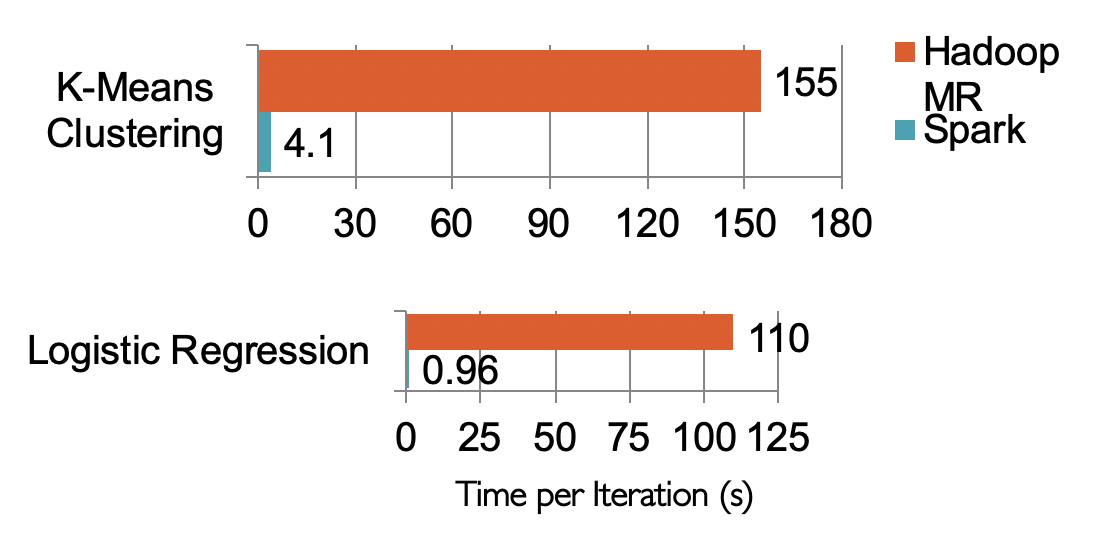 K-Means
Clustering
155
4.1
0 30 60 90 120 150 180
Hadoop
MR
Spark
Logistic Regression
110
0.96
0 25 50 75 100 125
Time per Iteration (s)